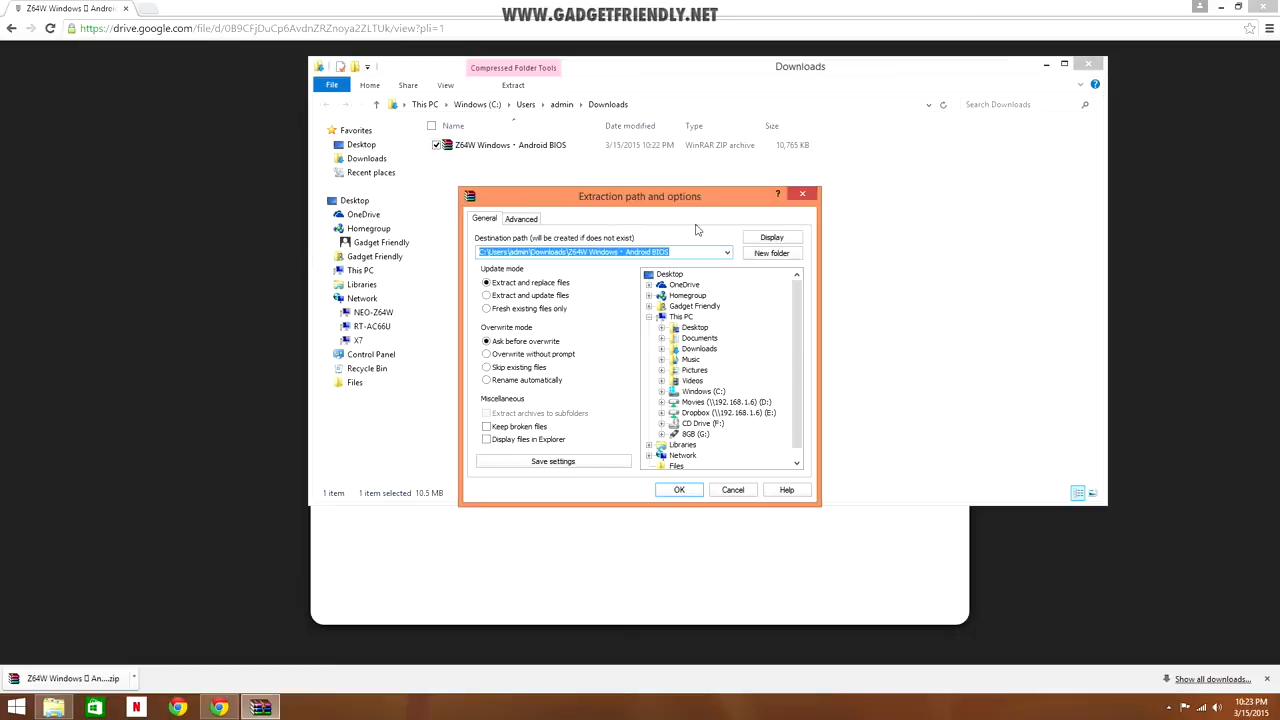 Z64W Windows Androi
WWW.GADGETFRIENDLY.NET
https://drive.google.com/file/d/0B9CFjDuCp6AvdnZRZnoya2ZLTUk/view?pli=1
Compressed Folder Tools
Downloads
File Home Share View Extract
This PC Windows (C:) Users admin Downloads
Search Downloads
Name Date modified Type Size
Z64W Windows・Android BIOS 3/15/2015 10:22 PM WinRAR ZIP archive 10,765 KB
Favorites
Desktop
Downloads
Recent places
Desktop
OneDrive
Homegroup
Gadget Friendly
Gadget Friendly
This PC
Libraries
Network
NEO-Z64W
RT-AC66U
X7
Control Panel
Recycle Bin
Files
1 item 1 item selected 10.5 MB
Extraction path and options
?
General Advanced
Destination path (will be created if does not exist)
C:\Users\admin\Downloads\Z64W Windows・Android BIOS
Display
New folder
Update mode
Extract and replace files
Extract and update files
Fresh existing files only
Overwrite mode
Ask before overwrite
Overwrite without prompt
Skip existing files
Rename automatically
Miscellaneous
Extract archives to subfolders
Keep broken files
Display files in Explorer
Save settings
Desktop
OneDrive
Homegroup
Gadget Friendly
This PC
Desktop
Documents
Downloads
Music
Pictures
Videos
Windows (C:)
Movies (\\192.168.1.6) (D:)
Dropbox (\\192.168.1.6) (E:)
CD Drive (F:)
8GB (G:)
Libraries
Network
Files
OK Cancel Help
Z64W Windows An....zip
Show all downloads...
10:23 PM
3/15/2015